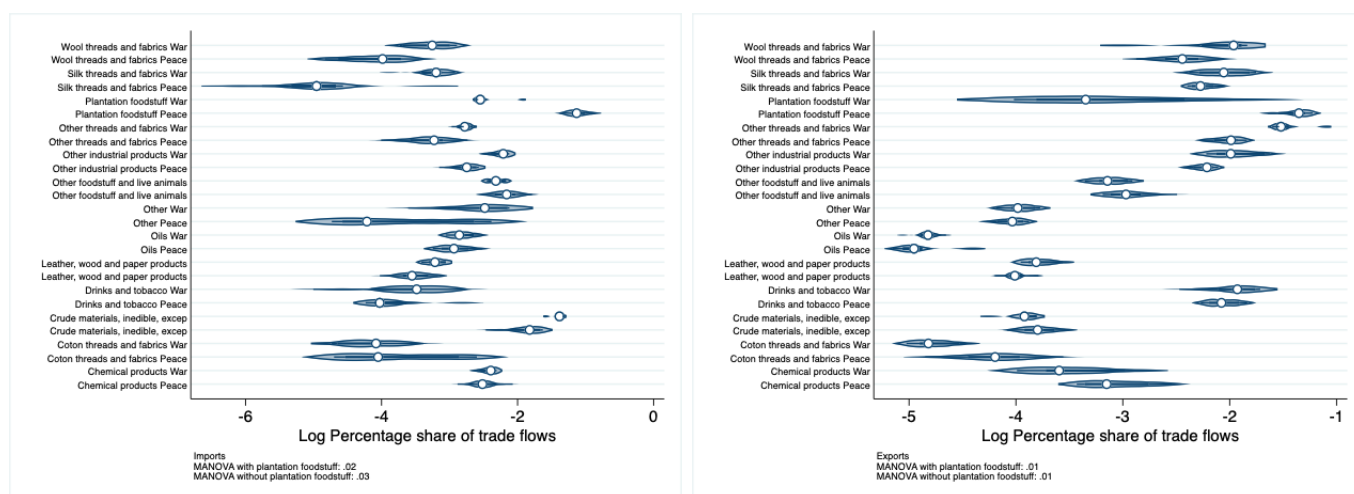 Wool threads and fabrics War
Wool threads and fabrics Peace
Silk threads and fabrics War
Silk threads and fabrics Peace
Plantation foodstuff War
Plantation foodstuff Peace
Other threads and fabrics War
Other threads and fabrics Peace
Other industrial products War
Other industrial products Peace
Other foodstuff and live animals
Other foodstuff and live animals
Other War
Other Peace
Oils War
Oils Peace
Leather, wood and paper products
Leather, wood and paper products
Drinks and tobacco War
Drinks and tobacco Peace
Crude materials, inedible, excep
Crude materials, inedible, excep
Coton threads and fabrics War
Coton threads and fabrics Peace
Chemical products War
Chemical products Peace
-6 -4 -2 0
Log Percentage share of trade flows
Imports
MANOVA with plantation foodstuff: .02
MANOVA without plantation foodstuff: .03
Wool threads and fabrics War
Wool threads and fabrics Peace
Silk threads and fabrics War
Silk threads and fabrics Peace
Plantation foodstuff War
Plantation foodstuff Peace
Other threads and fabrics War
Other threads and fabrics Peace
Other industrial products War
Other industrial products Peace
Other foodstuff and live animals
Other foodstuff and live animals
Other War
Other Peace
Oils War
Oils Peace
Leather, wood and paper products
Leather, wood and paper products
Drinks and tobacco War
Drinks and tobacco Peace
Crude materials, inedible, excep
Crude materials, inedible, excep
Coton threads and fabrics War
Coton threads and fabrics Peace
Chemical products War
Chemical products Peace
-5 -4 -3 -2 -1
Log Percentage share of trade flows
Exports
MANOVA with plantation foodstuff: .01
MANOVA without plantation foodstuff: .01